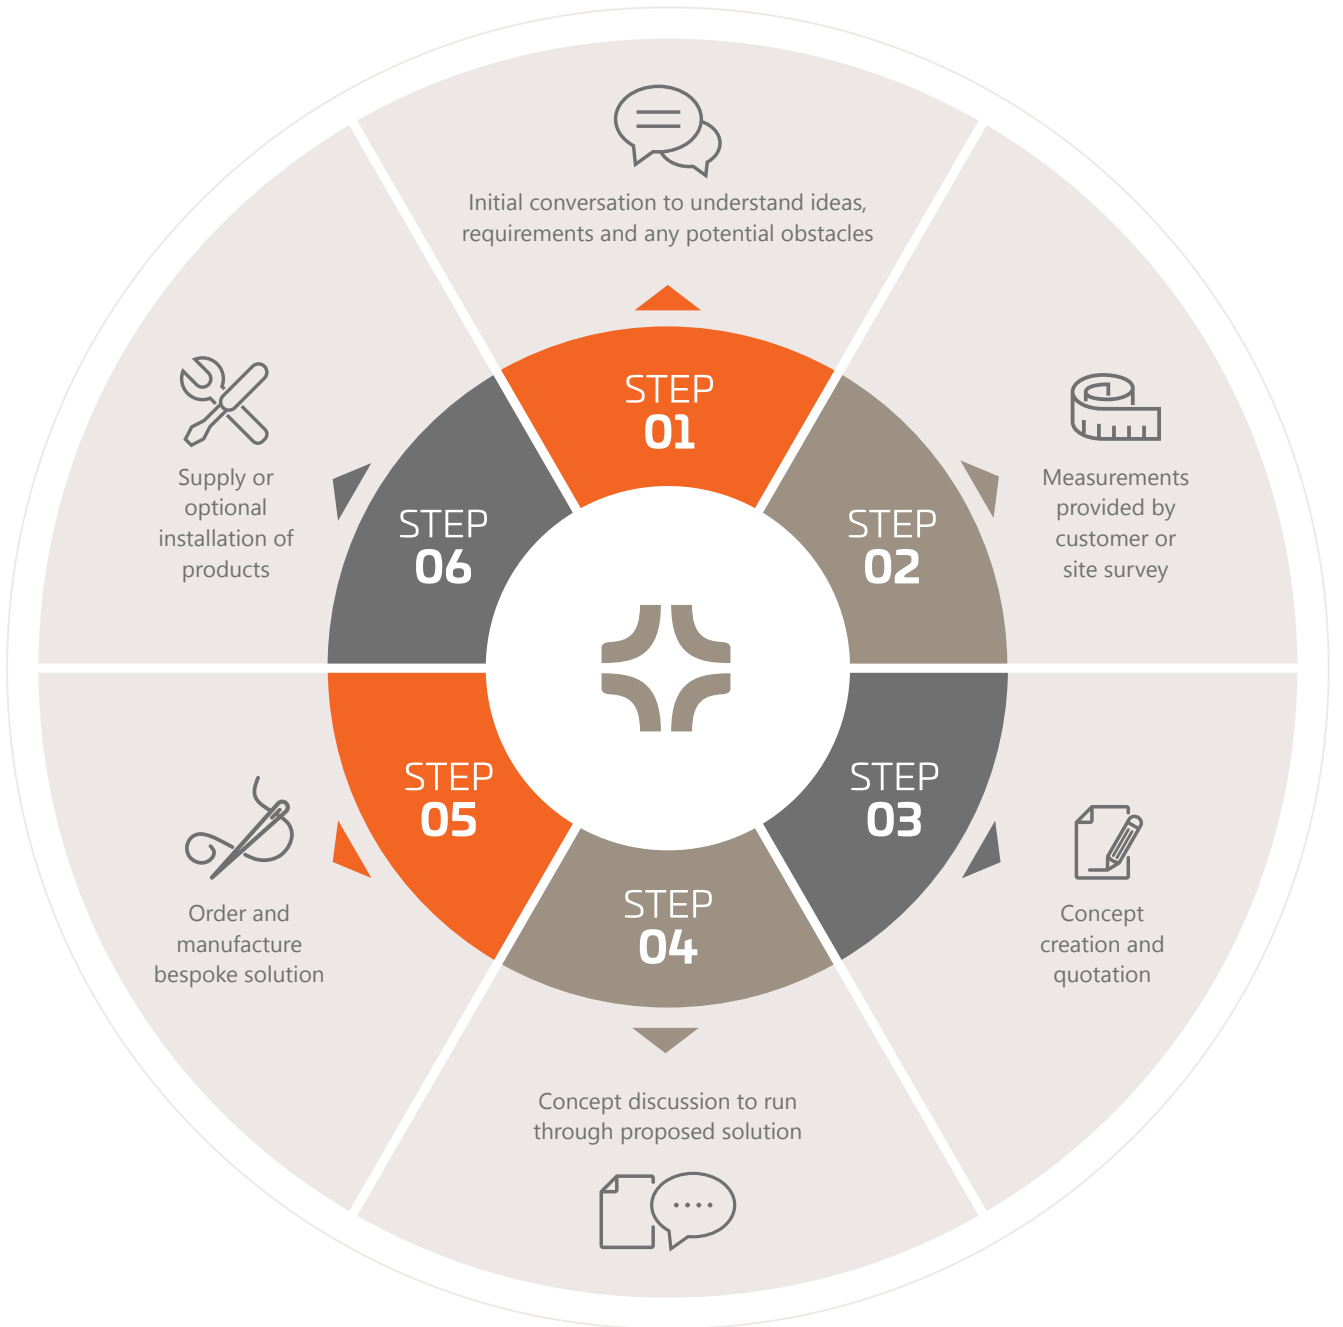 STEP
01
Initial conversation to understand ideas,
requirements and any potential obstacles
STEP
02
Measurements
provided by
customer or
site survey
STEP
03
Concept
creation and
quotation
STEP
04
Concept discussion to run
through proposed solution
STEP
05
Order and
manufacture
bespoke solution
STEP
06
Supply or
optional
installation of
products